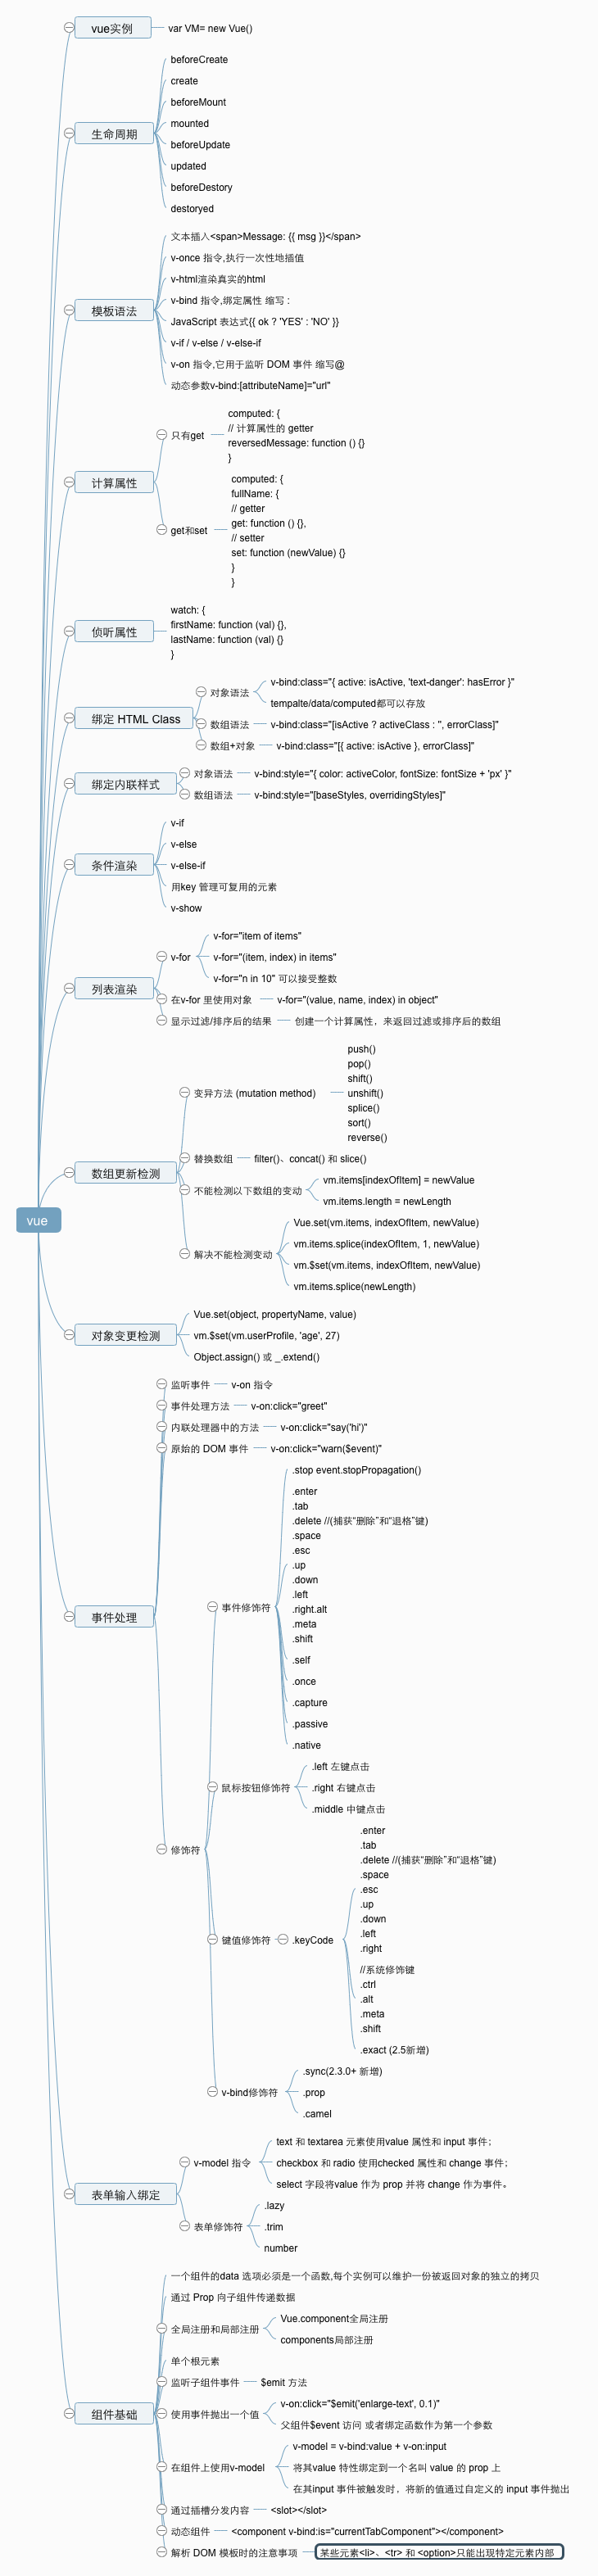 vue
vue实例
var VM= new Vue()
生命周期
beforeCreate
create
beforeMount
mounted
beforeUpdate
updated
beforeDestory
destoryed
模板语法
文本插入<span>Message: {{ msg }}</span>
v-once 指令,执行一次性地插值
v-html渲染真实的html
v-bind 指令,绑定属性 缩写 :
JavaScript 表达式{{ ok ? 'YES' : 'NO' }}
v-if / v-else / v-else-if
v-on 指令,它用于监听 DOM 事件 缩写@
动态参数v-bind:[attributeName]="url"
计算属性
只有get
computed: {
// 计算属性的 getter
reversedMessage: function () {}
}
get和set
computed: {
fullName: {
// getter
get: function () {},
// setter
set: function (newValue) {}
}
}
侦听属性
watch: {
firstName: function (val) {},
lastName: function (val) {}
}
绑定 HTML Class
对象语法
v-bind:class="{ active: isActive, 'text-danger': hasError }"
tempalte/data/computed都可以存放
数组语法
v-bind:class="[isActive ? activeClass : '', errorClass]"
数组+对象
v-bind:class="[{ active: isActive }, errorClass]"
绑定内联样式
对象语法
v-bind:style="{ color: activeColor, fontSize: fontSize + 'px' }"
数组语法
v-bind:style="[baseStyles, overridingStyles]"
条件渲染
v-if
v-else
v-else-if
用key 管理可复用的元素
v-show
列表渲染
v-for
v-for="item of items"
v-for="(item, index) in items"
v-for="n in 10" 可以接受整数
在v-for 里使用对象
v-for="(value, name, index) in object"
显示过滤/排序后的结果
创建一个计算属性，来返回过滤或排序后的数组
数组更新检测
变异方法 (mutation method)
push()
pop()
shift()
unshift()
splice()
sort()
reverse()
替换数组
filter()、concat() 和 slice()
不能检测以下数组的变动
vm.items[indexOfItem] = newValue
vm.items.length = newLength
解决不能检测变动
Vue.set(vm.items, indexOfItem, newValue)
vm.items.splice(indexOfItem, 1, newValue)
vm.$set(vm.items, indexOfItem, newValue)
vm.items.splice(newLength)
对象变更检测
Vue.set(object, propertyName, value)
vm.$set(vm.userProfile, 'age', 27)
Object.assign() 或 _.extend()
事件处理
监听事件
v-on 指令
事件处理方法
v-on:click="greet"
内联处理器中的方法
v-on:click="say('hi')"
原始的 DOM 事件
v-on:click="warn($event)"
修饰符
事件修饰符
.stop event.stopPropagation()
.enter
.tab
.delete //(捕获“删除”和“退格”键)
.space
.esc
.up
.down
.left
.right.alt
.meta
.shift
.self
.once
.capture
.passive
.native
鼠标按钮修饰符
.left 左键点击
.right 右键点击
.middle 中键点击
键值修饰符
.keyCode
.enter
.tab
.delete //(捕获“删除”和“退格”键)
.space
.esc
.up
.down
.left
.right
//系统修饰键
.ctrl
.alt
.meta
.shift
.exact (2.5新增)
v-bind修饰符
.sync(2.3.0+ 新增)
.prop
.camel
表单输入绑定
v-model 指令
text 和 textarea 元素使用value 属性和 input 事件；
checkbox 和 radio 使用checked 属性和 change 事件；
select 字段将value 作为 prop 并将 change 作为事件。
表单修饰符
.lazy
.trim
number
组件基础
一个组件的data 选项必须是一个函数,每个实例可以维护一份被返回对象的独立的拷贝
通过 Prop 向子组件传递数据
全局注册和局部注册
Vue.component全局注册
components局部注册
单个根元素
监听子组件事件
$emit 方法
使用事件抛出一个值
v-on:click="$emit('enlarge-text', 0.1)"
父组件$event 访问 或者绑定函数作为第一个参数
在组件上使用v-model
v-model = v-bind:value + v-on:input
将其value 特性绑定到一个名叫 value 的 prop 上
在其input 事件被触发时，将新的值通过自定义的 input 事件抛出
通过插槽分发内容
<slot></slot>
动态组件
<component v-bind:is="currentTabComponent"></component>
解析 DOM 模板时的注意事项
某些元素<li>、<tr> 和 <option>只能出现特定元素内部